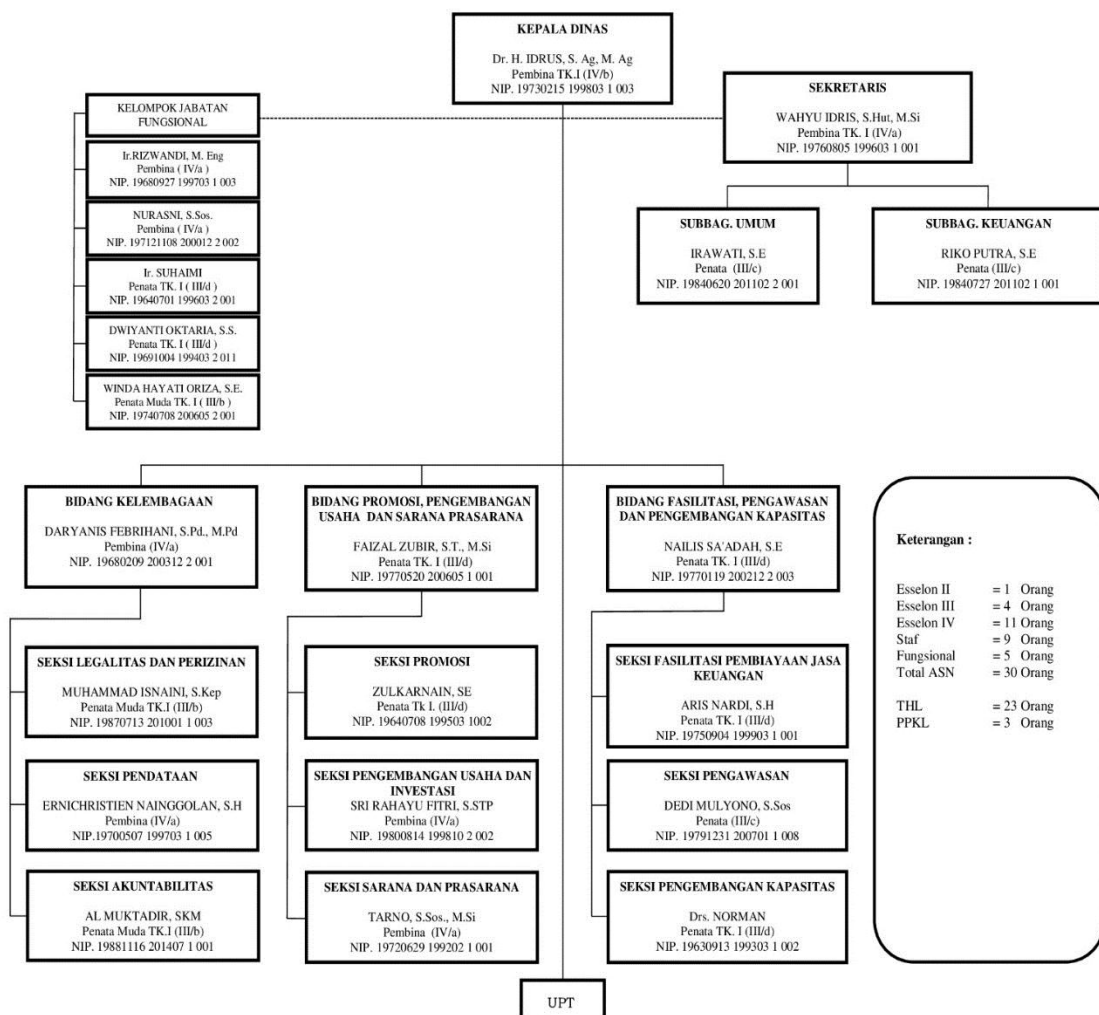 KEPALA DINAS
Dr. H. IDRUS, S. Ag, M. Ag
Pembina TK.I (IV/b)
NIP. 19730215 199803 1 003
SEKRETARIS
WAHYU IDRIS, S.Hut, M.Si
Pembina TK. I (IV/a)
NIP. 19760805 199603 1 001
KELOMPOK JABATAN
FUNGSIONAL
Ir.RIZWANDI, M. Eng
Pembina ( IV/a )
NIP. 19680927 199703 1 003
NURASNI, S.Sos.
Pembina ( IV/a )
NIP. 197121108 200012 2 002
Ir. SUHAIMI
Penata TK. I ( III/d )
NIP. 19640701 199603 2 001
DWIYANTI OKTARIA, S.S.
Penata TK. I ( III/d )
NIP. 19691004 199403 2 011
WINDA HAYATI ORIZA, S.E.
Penata Muda TK. I ( III/b )
NIP. 19740708 200605 2 001
SUBBAG. UMUM
IRAWATI, S.E
Penata (III/c)
NIP. 19840620 201102 2 001
SUBBAG. KEUANGAN
RIKO PUTRA, S.E
Penata (III/c)
NIP. 19840727 201102 1 001
BIDANG KELEMBAGAAN
DARYANIS FEBRIHANI, S.Pd., M.Pd
Pembina (IV/a)
NIP. 19680209 200312 2 001
SEKSI LEGALITAS DAN PERIZINAN
MUHAMMAD ISNAINI, S.Kep
Penata Muda TK.I (III/b)
NIP. 19870713 201001 1 003
SEKSI PENDATAAN
ERNICHRISTIEN NAINGGOLAN, S.H
Pembina (IV/a)
NIP.19700507 199703 1 005
SEKSI AKUNTABILITAS
AL MUKTADIR, SKM
Penata Muda TK.I (III/b)
NIP. 19881116 201407 1 001
BIDANG PROMOSI, PENGEMBANGAN
USAHA DAN SARANA PRASARANA
FAIZAL ZUBIR, S.T., M.Si
Penata TK. I (III/d)
NIP. 19770520 200605 1 001
SEKSI PROMOSI
ZULKARNAIN, SE
Penata Tk I. (III/d)
NIP. 19640708 199503 1002
SEKSI PENGEMBANGAN USAHA DAN
INVESTASI
SRI RAHAYU FITRI, S.STP
Pembina (IV/a)
NIP. 19800814 199810 2 002
SEKSI SARANA DAN PRASARANA
TARNO, S.Sos., M.Si
Pembina (IV/a)
NIP. 19720629 199202 1 001
BIDANG FASILITASI, PENGAWASAN
DAN PENGEMBANGAN KAPASITAS
NAILIS SA'ADAH, S.E
Penata TK. I (III/d)
NIP. 19770119 200212 2 003
SEKSI FASILITASI PEMBIAYAAN JASA
KEUANGAN
ARIS NARDI, S.H
Penata TK. I (III/d)
NIP. 19750904 199903 1 001
SEKSI PENGAWASAN
DEDI MULYONO, S.Sos
Penata (III/c)
NIP. 19791231 200701 1 008
SEKSI PENGEMBANGAN KAPASITAS
Drs. NORMAN
Penata TK. I (III/d)
NIP. 19630913 199303 1 002
Keterangan :
Esselon II = 1 Orang
Esselon III = 4 Orang
Esselon IV = 11 Orang
Staf = 9 Orang
Fungsional = 5 Orang
Total ASN = 30 Orang
THL = 23 Orang
PPKL = 3 Orang
UPT